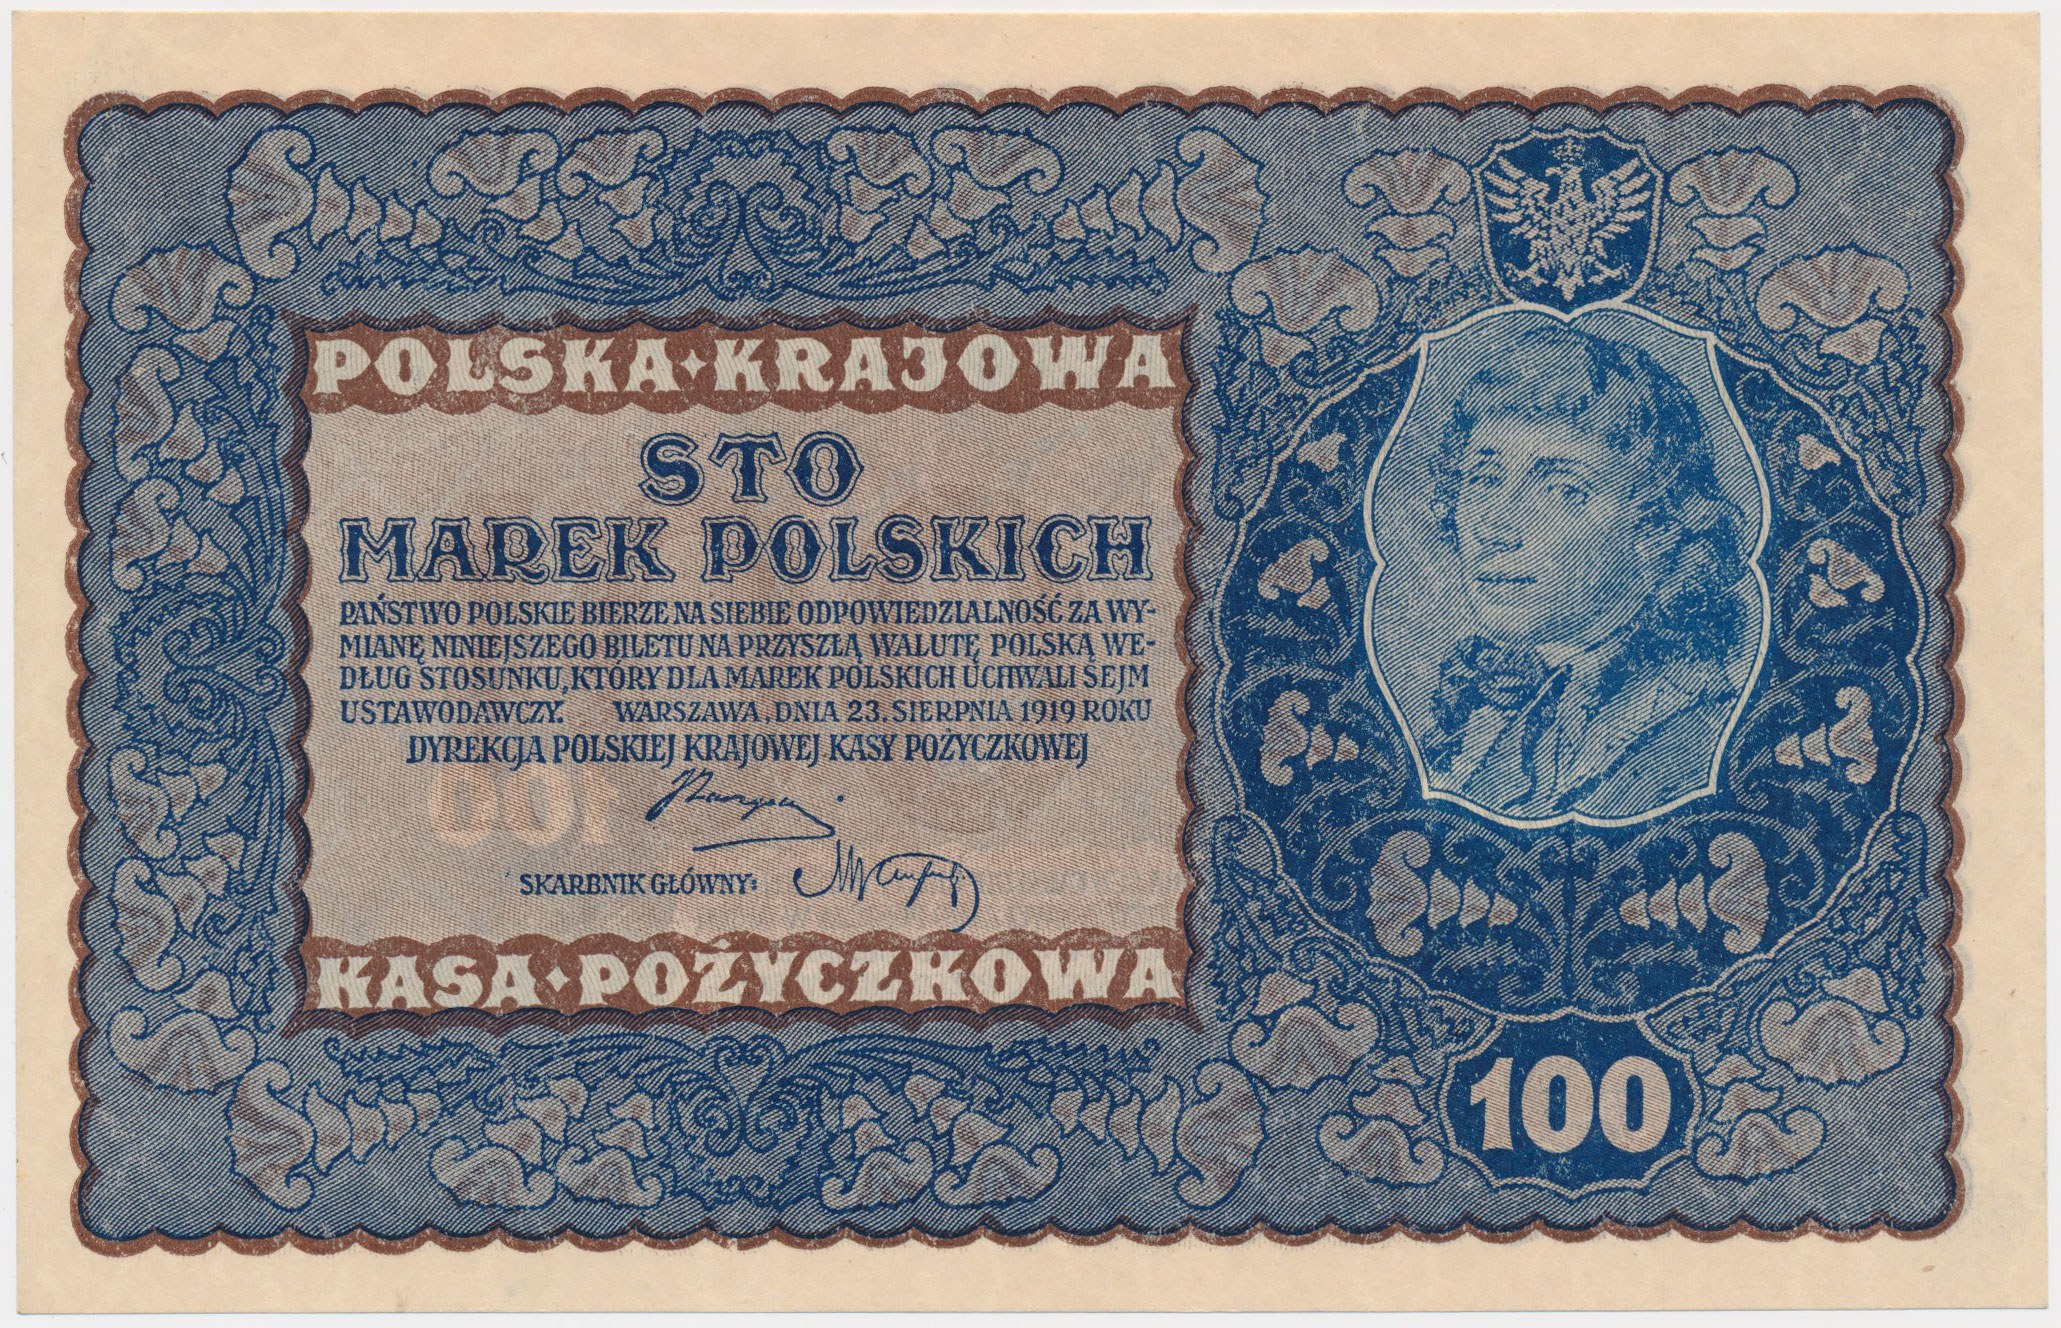 POLSKA KRAJOWA
STO
MAREK POLSKICH
PAŃSTWO POLSKIE BIERZE NA SIEBIE ODPOWIEDZIALNOŚĆ ZA WY-
MIANĘ NINIEJSZEGO BILETU NA PRZYSZŁĄ WALUTĘ POLSKĄ WE-
DŁUG STOSUNKU, KTÓRY DLA MAREK POLSKICH UCHWALI SEJM
USTAWODAWCZY. WARSZAWA, DNIA 23. SIERPNIA 1919 ROKU
DYREKCJA POLSKIEJ KRAJOWEJ KASY POŻYCZKOWEJ
SKARBNIK GŁÓWNY:
KASA POŻYCZKOWA
100